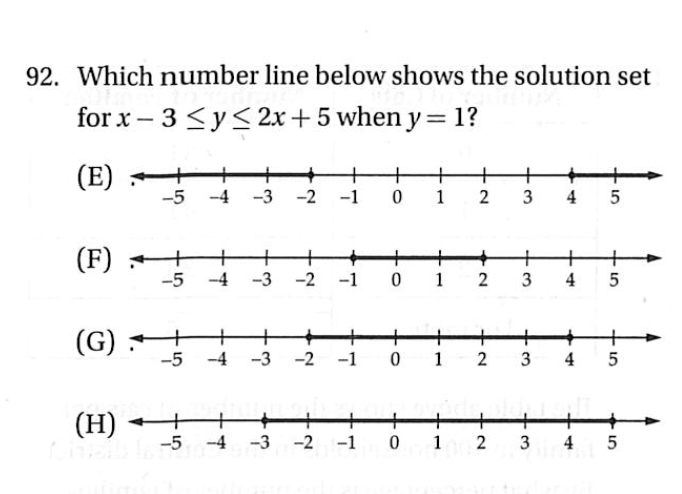 92. Which number line below shows the solution set
for x – 3 ≤ y ≤ 2x + 5 when y = 1?
(E)
–5 –4 –3 –2 –1 0 1 2 3 4 5
(F)
–5 –4 –3 –2 –1 0 1 2 3 4 5
(G)
–5 –4 –3 –2 –1 0 1 2 3 4 5
(H)
–5 –4 –3 –2 –1 0 1 2 3 4 5